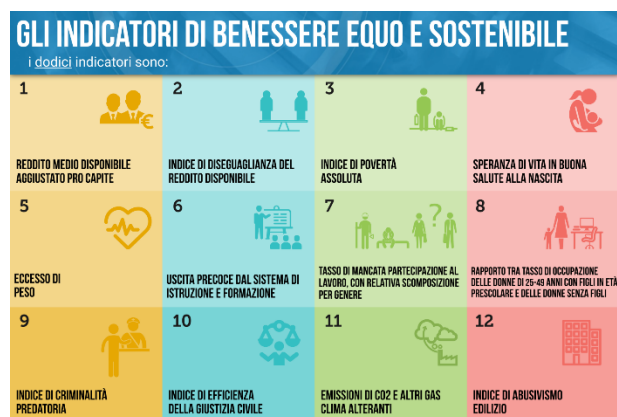 GLI INDICATORI DI BENESSERE EQUO E SOSTENIBILE
i dodici indicatori sono:
1
REDDITO MEDIO DISPONIBILE
AGGIUSTATO PRO CAPITE
2
INDICE DI DISEGUAGLIANZA DEL
REDDITO DISPONIBILE
3
INDICE DI POVERTÀ
ASSOLUTA
4
SPERANZA DI VITA IN BUONA
SALUTE ALLA NASCITA
5
ECCESSO DI
PESO
6
USCITA PRECOCE DAL SISTEMA DI
ISTRUZIONE E FORMAZIONE
7
TASSO DI MANCATA PARTECIPAZIONE AL
LAVORO, CON RELATIVA SCOMPOSIZIONE
PER GENERE
8
RAPPORTO TRA TASSO DI OCCUPAZIONE
DELLE DONNE DI 25-49 ANNI CON FIGLI IN ETÀ
PRESCOLARE E DELLE DONNE SENZA FIGLI
9
INDICE DI CRIMINALITÀ
PREDATORIA
10
INDICE DI EFFICIENZA
DELLA GIUSTIZIA CIVILE
11
EMISSIONI DI CO2 E ALTRI GAS
CLIMA ALTERANTI
12
INDICE DI ABUSIVISMO
EDILIZIO